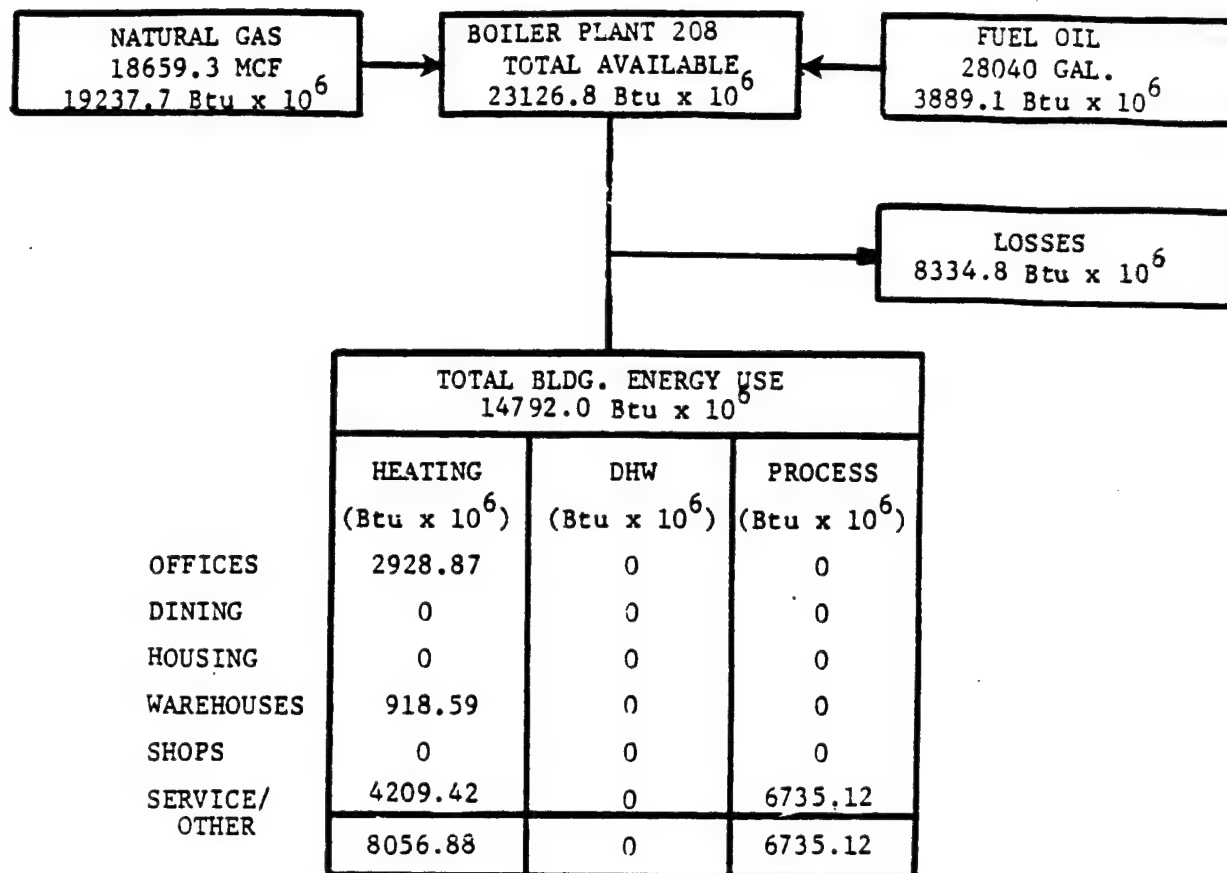 NATURAL GAS
18659.3 MCF
19237.7 Btu x 10^6
BOILER PLANT 208
TOTAL AVAILABLE
23126.8 Btu x 10^6
FUEL OIL
28040 GAL.
3889.1 Btu x 10^6
LOSSES
8334.8 Btu x 10^6
TOTAL BLDG. ENERGY USE
14792.0 Btu x 10^6
HEATING DHW PROCESS
(Btu x 10^6) (Btu x 10^6) (Btu x 10^6)
OFFICES 2928.87 0 0
DINING 0 0 0
HOUSING 0 0 0
WAREHOUSES 918.59 0 0
SHOPS 0 0 0
SERVICE/ 4209.42 0 6735.12
OTHER
8056.88 0 6735.12